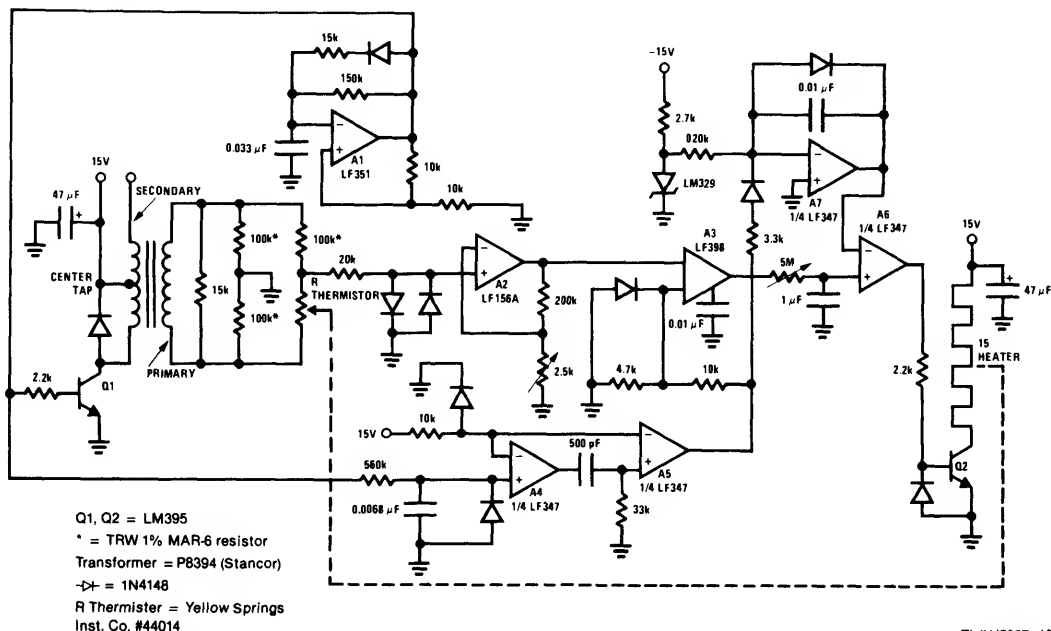 15k
150k
0.033 µF
A1
LF351
10k
10k
-15V
2.7k
820k
LM329
0.01 µF
A7
1/4 LF347
3.3k
15V
47 µF
SECONDARY
CENTER
TAP
PRIMARY
2.2k
Q1
15k
100k*
100k*
100k*
R
THERMISTOR
20k
A2
LF156A
200k
2.5k
A3
LF398
0.01 µF
4.7k
10k
5M
1 µF
A6
1/4 LF347
15V
47 µF
15
HEATER
2.2k
Q2
15V
10k
560k
0.0068 µF
A4
1/4 LF347
500 pF
33k
A5
1/4 LF347
Q1, Q2 = LM395
* = TRW 1% MAR-6 resistor
Transformer = P8394 (Stancor)
= 1N4148
R Thermister = Yellow Springs
Inst. Co. #44014